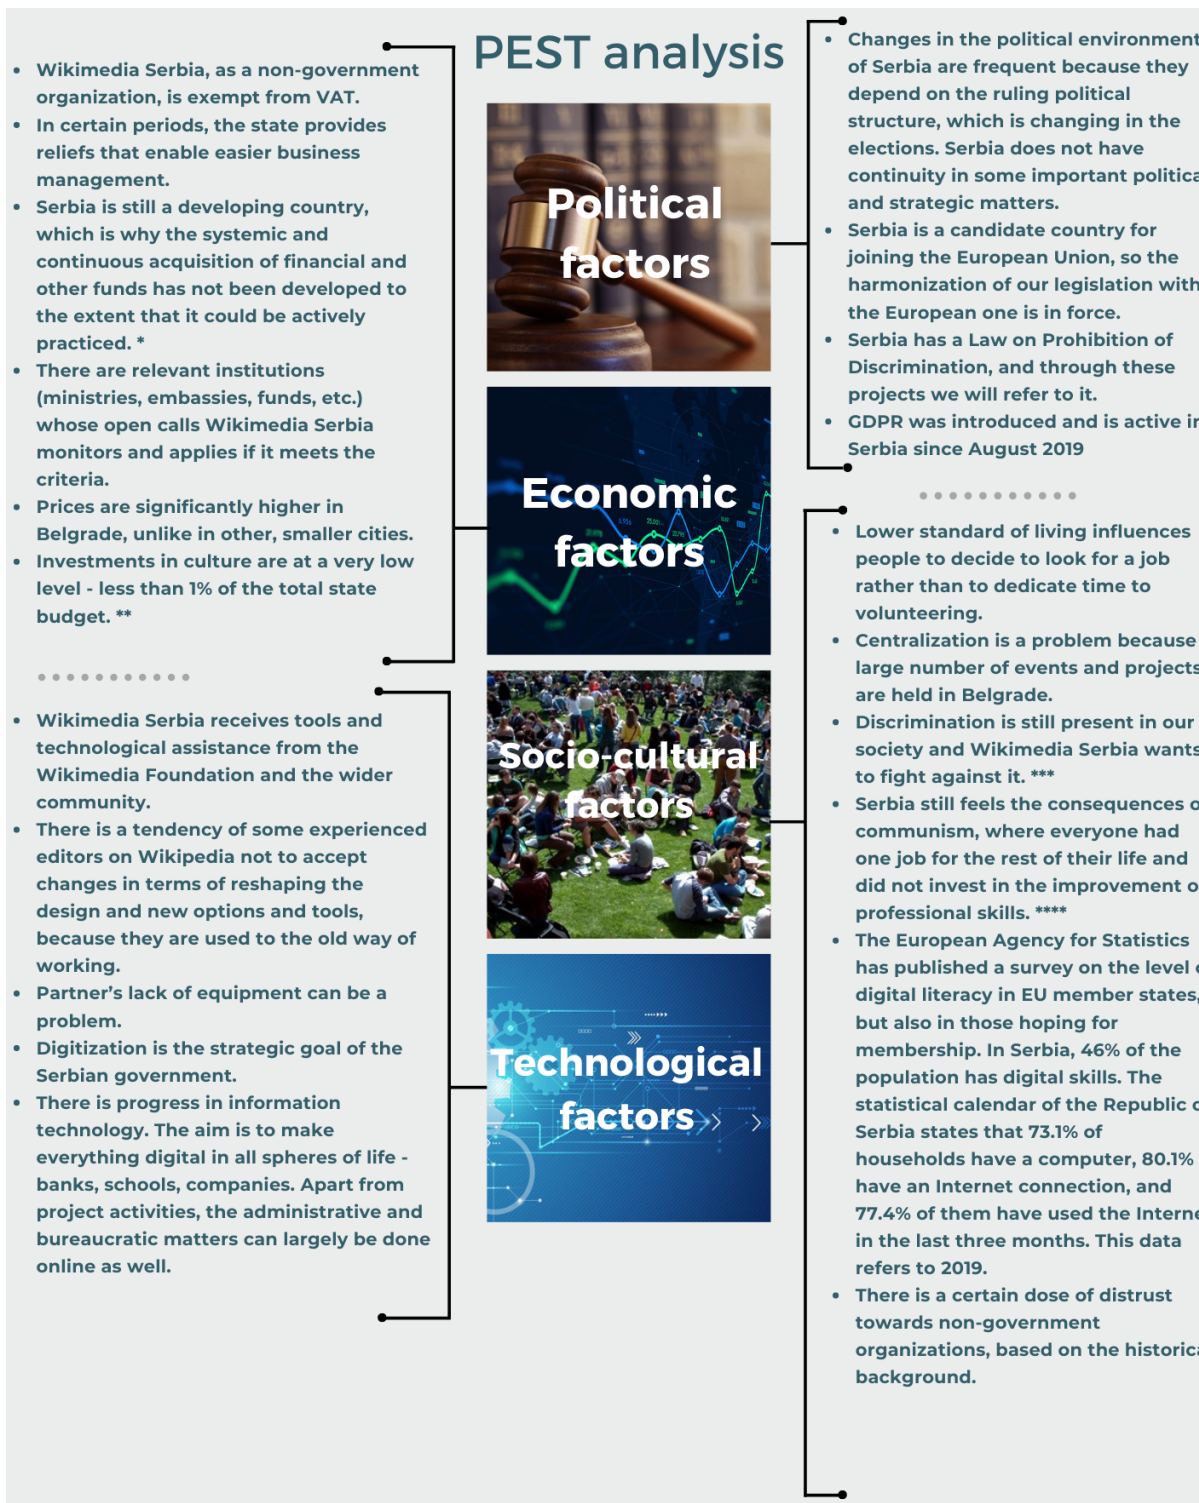 PEST analysis
• Wikimedia Serbia, as a non-government
organization, is exempt from VAT.
• In certain periods, the state provides
reliefs that enable easier business
management.
• Serbia is still a developing country,
which is why the systemic and
continuous acquisition of financial and
other funds has not been developed to
the extent that it could be actively
practiced. *
• There are relevant institutions
(ministries, embassies, funds, etc.)
whose open calls Wikimedia Serbia
monitors and applies if it meets the
criteria.
• Prices are significantly higher in
Belgrade, unlike in other, smaller cities.
• Investments in culture are at a very low
level - less than 1% of the total state
budget. **
• Wikimedia Serbia receives tools and
technological assistance from the
Wikimedia Foundation and the wider
community.
• There is a tendency of some experienced
editors on Wikipedia not to accept
changes in terms of reshaping the
design and new options and tools,
because they are used to the old way of
working.
• Partner’s lack of equipment can be a
problem.
• Digitization is the strategic goal of the
Serbian government.
• There is progress in information
technology. The aim is to make
everything digital in all spheres of life -
banks, schools, companies. Apart from
project activities, the administrative and
bureaucratic matters can largely be done
online as well.
Political
factors
Economic
factors
Socio-cultural
factors
Technological
factors
• Changes in the political environment
of Serbia are frequent because they
depend on the ruling political
structure, which is changing in the
elections. Serbia does not have
continuity in some important politica
and strategic matters.
• Serbia is a candidate country for
joining the European Union, so the
harmonization of our legislation with
the European one is in force.
• Serbia has a Law on Prohibition of
Discrimination, and through these
projects we will refer to it.
• GDPR was introduced and is active in
Serbia since August 2019
• Lower standard of living influences
people to decide to look for a job
rather than to dedicate time to
volunteering.
• Centralization is a problem because
large number of events and projects
are held in Belgrade.
• Discrimination is still present in our
society and Wikimedia Serbia wants
to fight against it. ***
• Serbia still feels the consequences o
communism, where everyone had
one job for the rest of their life and
did not invest in the improvement o
professional skills. ****
• The European Agency for Statistics
has published a survey on the level
digital literacy in EU member states,
but also in those hoping for
membership. In Serbia, 46% of the
population has digital skills. The
statistical calendar of the Republic
Serbia states that 73.1% of
households have a computer, 80.1%
have an Internet connection, and
77.4% of them have used the Interne
in the last three months. This data
refers to 2019.
• There is a certain dose of distrust
towards non-government
organizations, based on the historica
background.